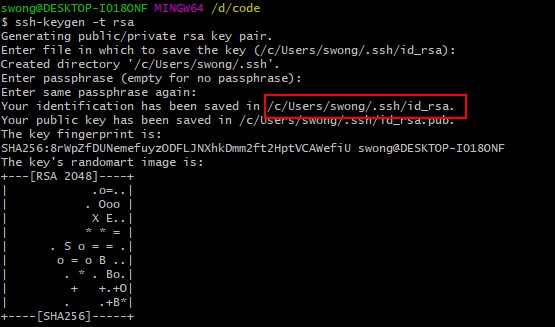 swong@DESKTOP-IO18ONF MINGW64 /d/code
$ ssh-keygen -t rsa
Generating public/private rsa key pair.
Enter file in which to save the key (/c/Users/swong/.ssh/id_rsa):
Created directory '/c/Users/swong/.ssh'.
Enter passphrase (empty for no passphrase):
Enter same passphrase again:
Your identification has been saved in /c/Users/swong/.ssh/id_rsa.
Your public key has been saved in /c/Users/swong/.ssh/id_rsa.pub.
The key fingerprint is:
SHA256:8rWpZfDUNemefuyzODFLJNXhkDmm2ft2HptVCAWefiU swong@DESKTOP-IO18ONF
The key's randomart image is:
+---[RSA 2048]----+
|            .o=..|
|           . Ooo |
|            X E..|
|           * * = |
|      . S o = = .|
|       o = o B ..|
|        . * . Bo.|
|         +   +.+O|
|        .    .+B*|
+----[SHA256]-----+